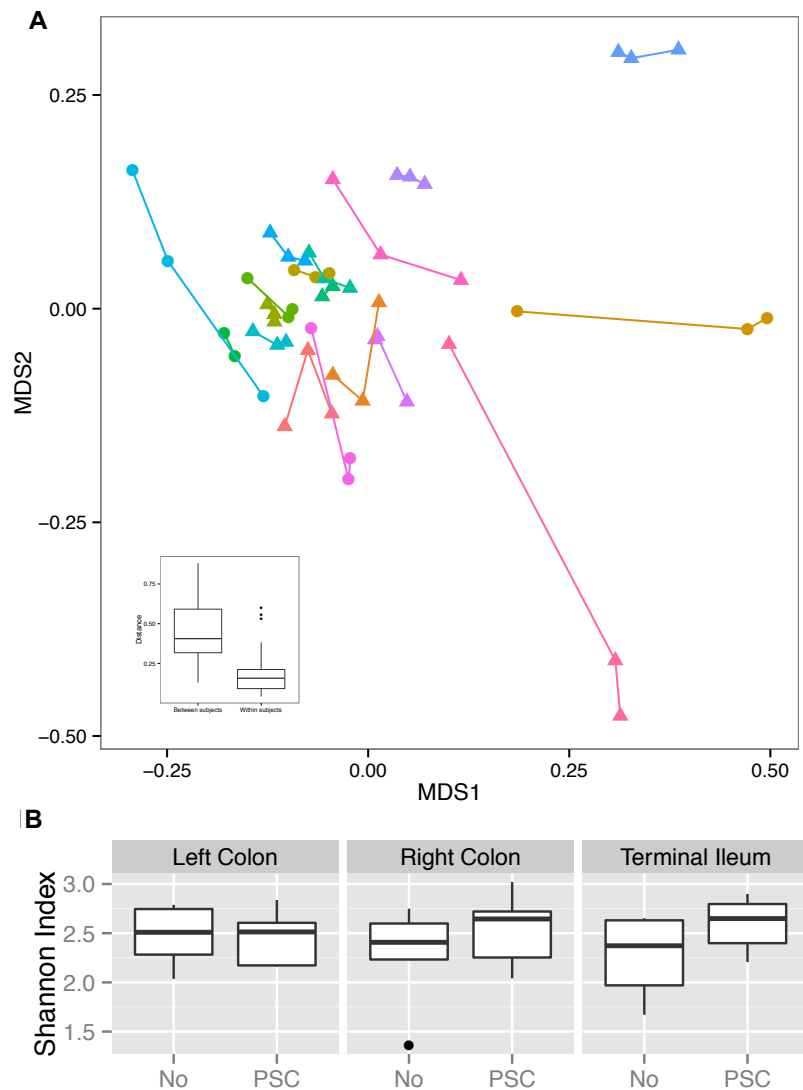 A
0.25
0.00
−0.25
−0.50
MDS2
−0.25 0.00 0.25 0.50
MDS1
0.75
0.50
0.25
Distance
Between subjects Within subjects
B
Left Colon Right Colon Terminal Ileum
3.0
2.5
2.0
1.5
Shannon Index
No PSC No PSC No PSC